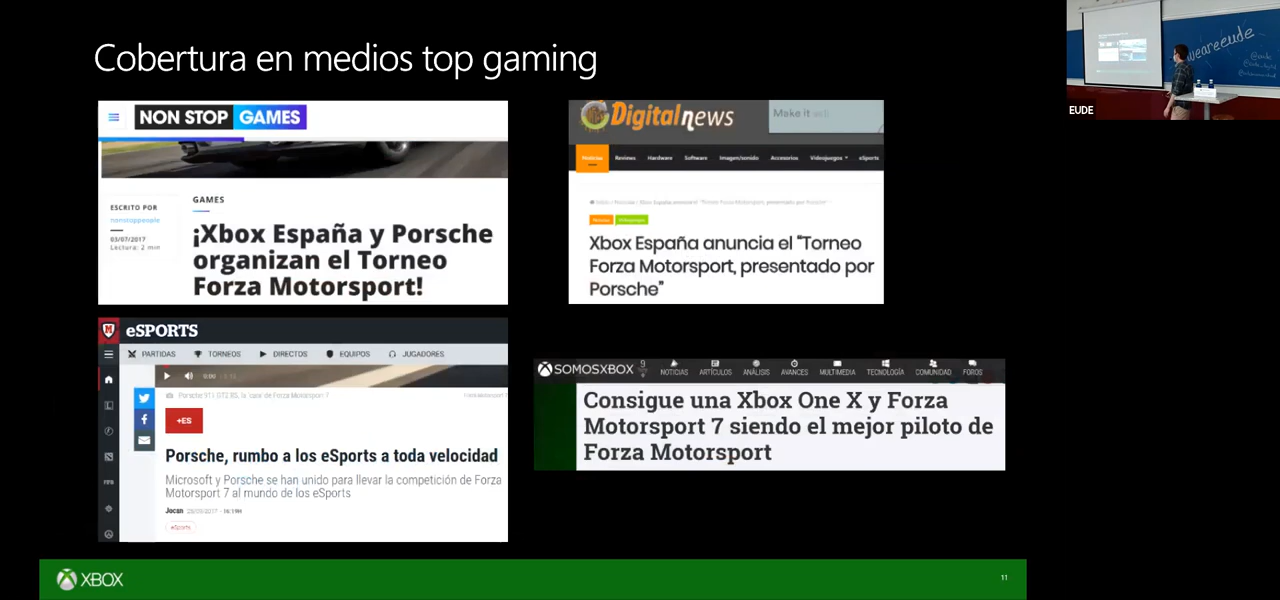 Cobertura en medios top gaming
NON STOP GAMES
GAMES
ESCRITO POR
03/07/2017
Lectura: 2 min
¡Xbox España y Porsche
organizan el Torneo
Forza Motorsport!
Digitalnews
Make it
Noticias Reviews Hardware Software Imagen/sonido Accesorios Videojuegos eSports
Xbox España anuncia el "Torneo
Forza Motorsport, presentado por
Porsche"
eSPORTS
PARTIDAS TORNEOS DIRECTOS EQUIPOS JUGADORES
0:00
+ES
Porsche, rumbo a los eSports a toda velocidad
Microsoft y Porsche se han unido para llevar la competición de Forza
Motorsport 7 al mundo de los eSports
eSports
SOMOSXBOX
9
NOTICIAS ARTÍCULOS ANÁLISIS AVANCES MULTIMEDIA TECNOLOGÍA COMUNIDAD FOROS
Consigue una Xbox One X y Forza
Motorsport 7 siendo el mejor piloto de
Forza Motorsport
XBOX
11
weareeude
EUDE